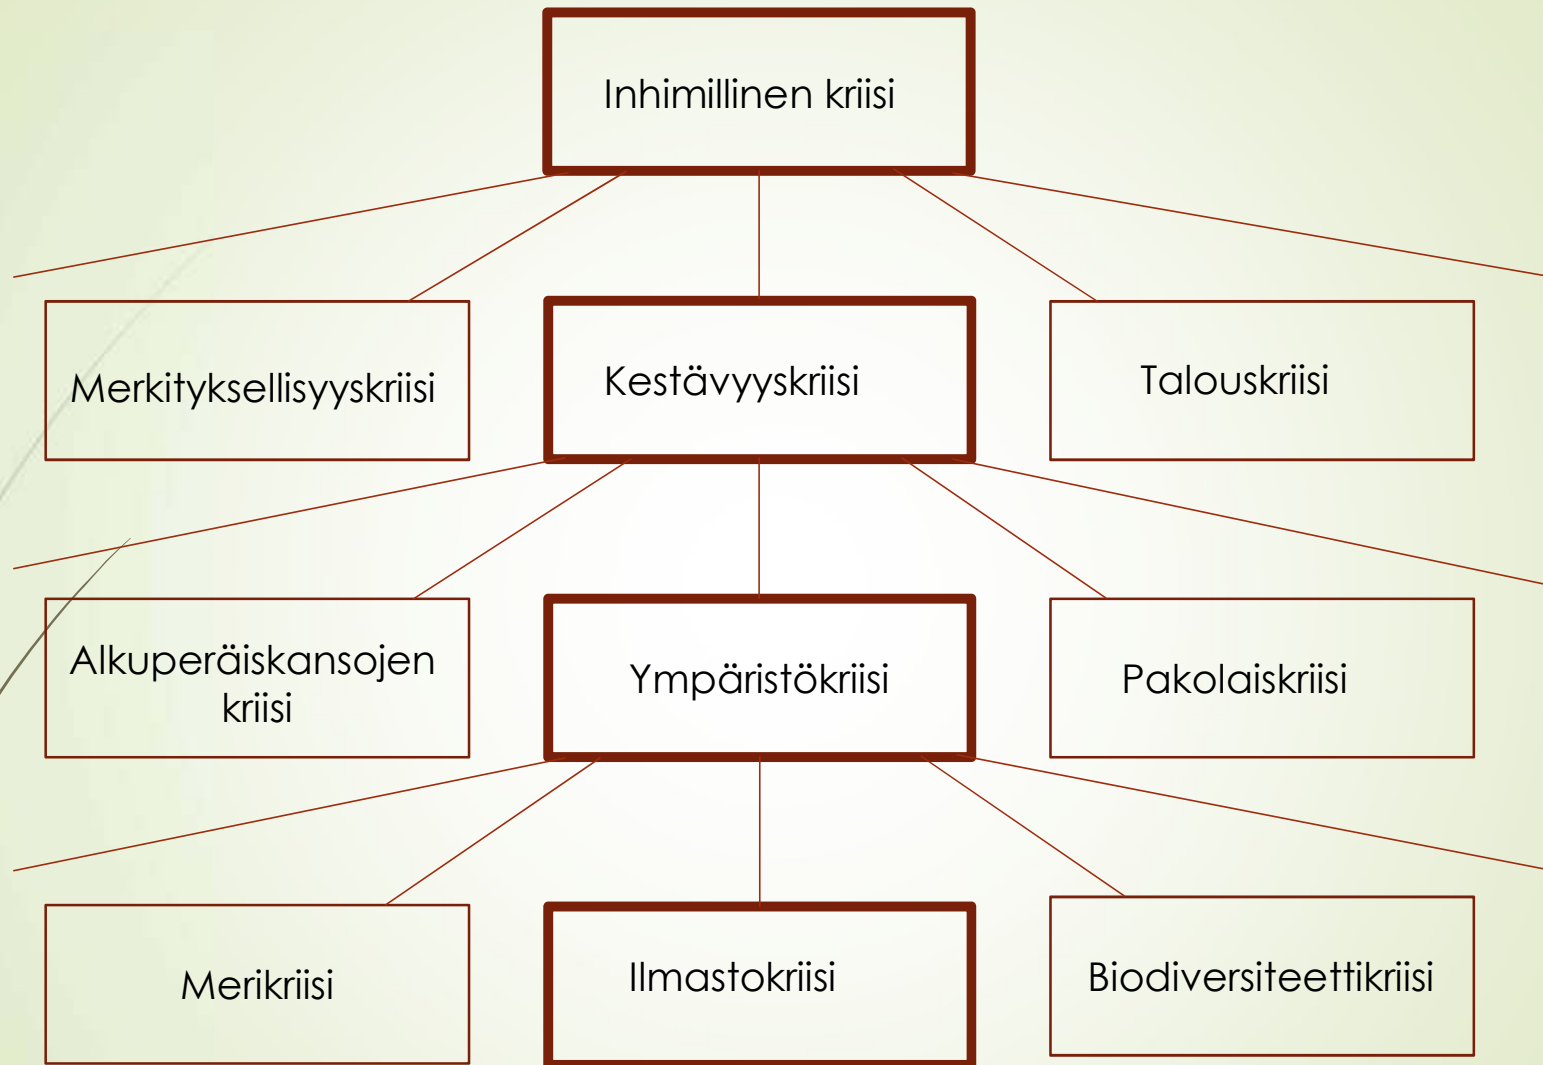 Inhimillinen kriisi
Merkityksellisyyskriisi
Kestävyyskriisi
Talouskriisi
Alkuperäiskansojen
kriisi
Ympäristökriisi
Pakolaiskriisi
Merikriisi
Ilmastokriisi
Biodiversiteettikriisi